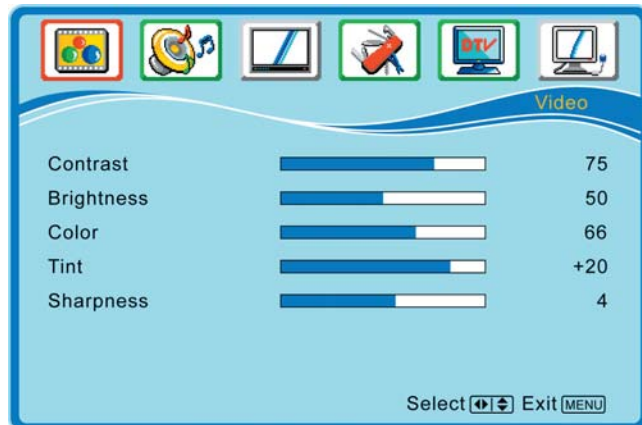 DTV
Video
Contrast 75
Brightness 50
Color 66
Tint +20
Sharpness 4
Select Exit MENU